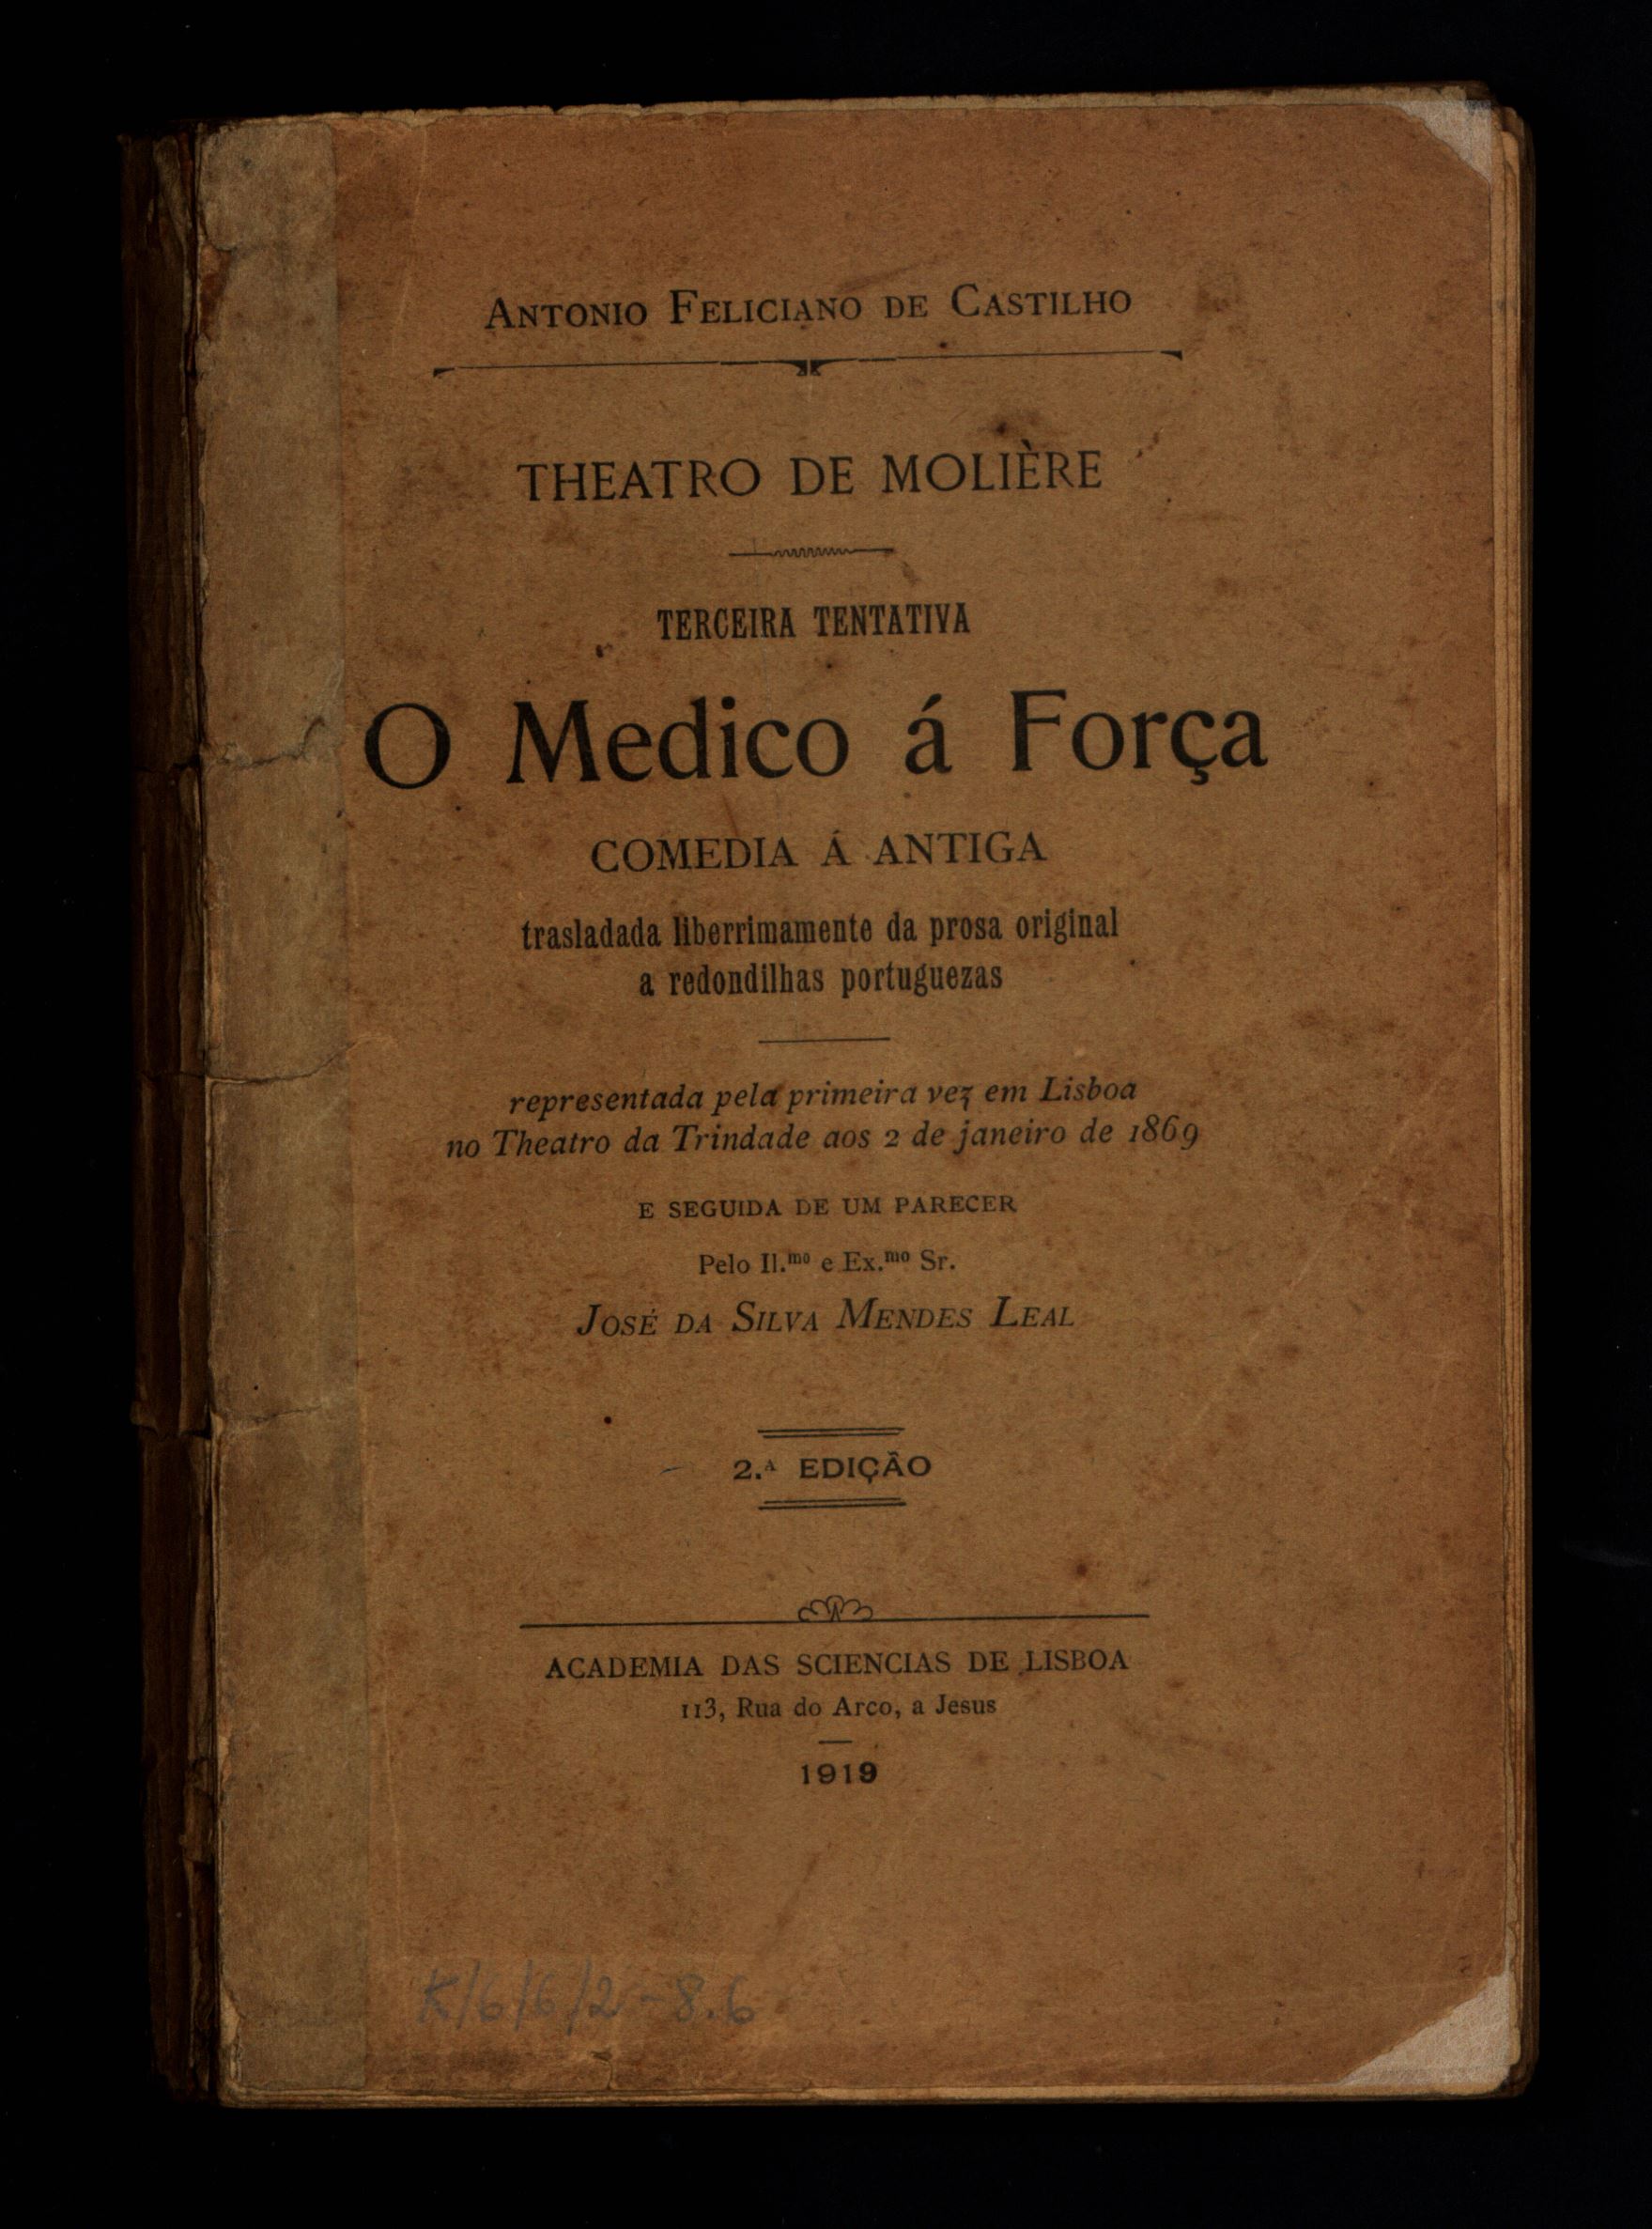 ANTONIO FELICIANO DE CASTILHO
THEATRO DE MOLIÈRE
TERCEIRA TENTATIVA
O Medico á Força
COMEDIA Á ANTIGA
trasladada liberrimamente da prosa original
a redondilhas portuguezas
representada pela primeira vez em Lisboa
no Theatro da Trindade aos 2 de janeiro de 1869
E SEGUIDA DE UM PARECER
Pelo Il.ᵐᵒ e Ex.ᵐᵒ Sr.
JOSÉ DA SILVA MENDES LEAL
2.ᴬ EDIÇÃO
ACADEMIA DAS SCIENCIAS DE LISBOA
113, Rua do Arco, a Jesus
1919
K/6/6/2-8.6